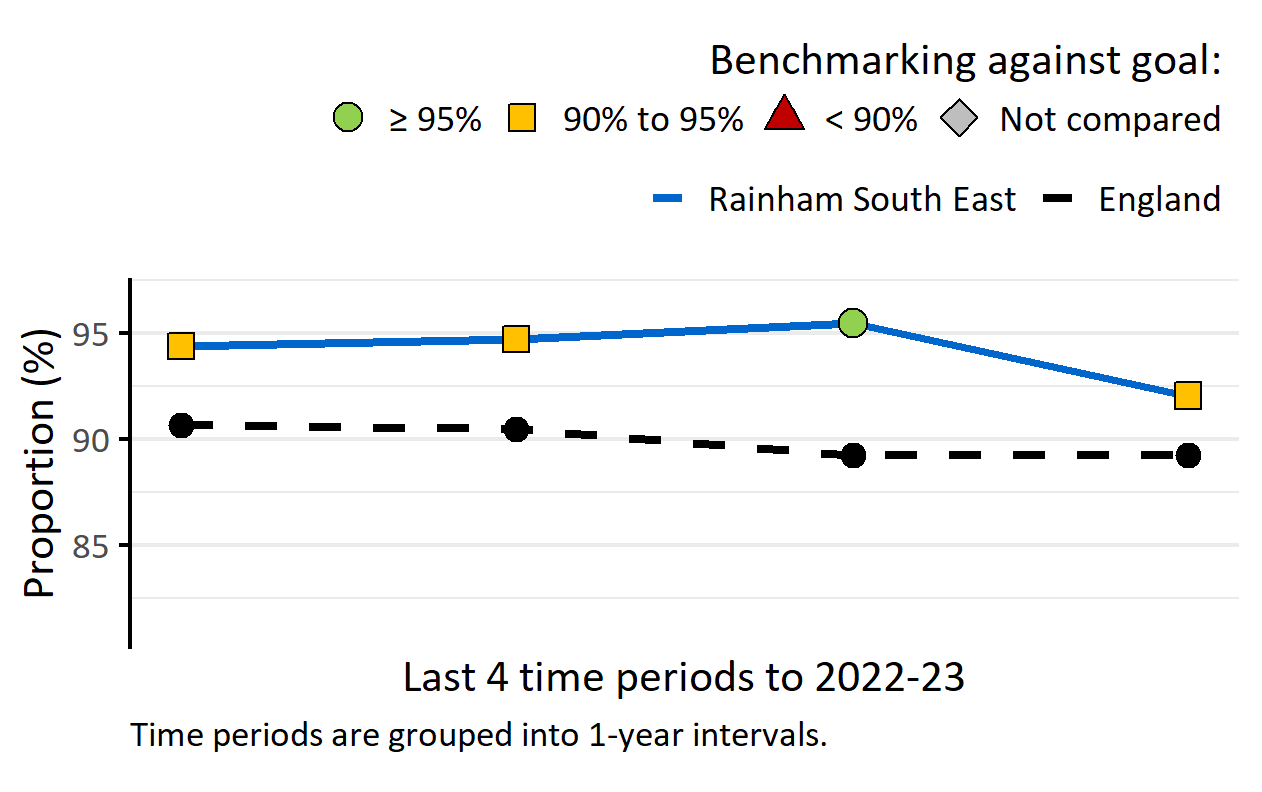 Benchmarking against goal:
≥ 95% 90% to 95% < 90% Not compared
Rainham South East England
Proportion (%)
95
90
85
Last 4 time periods to 2022-23
Time periods are grouped into 1-year intervals.